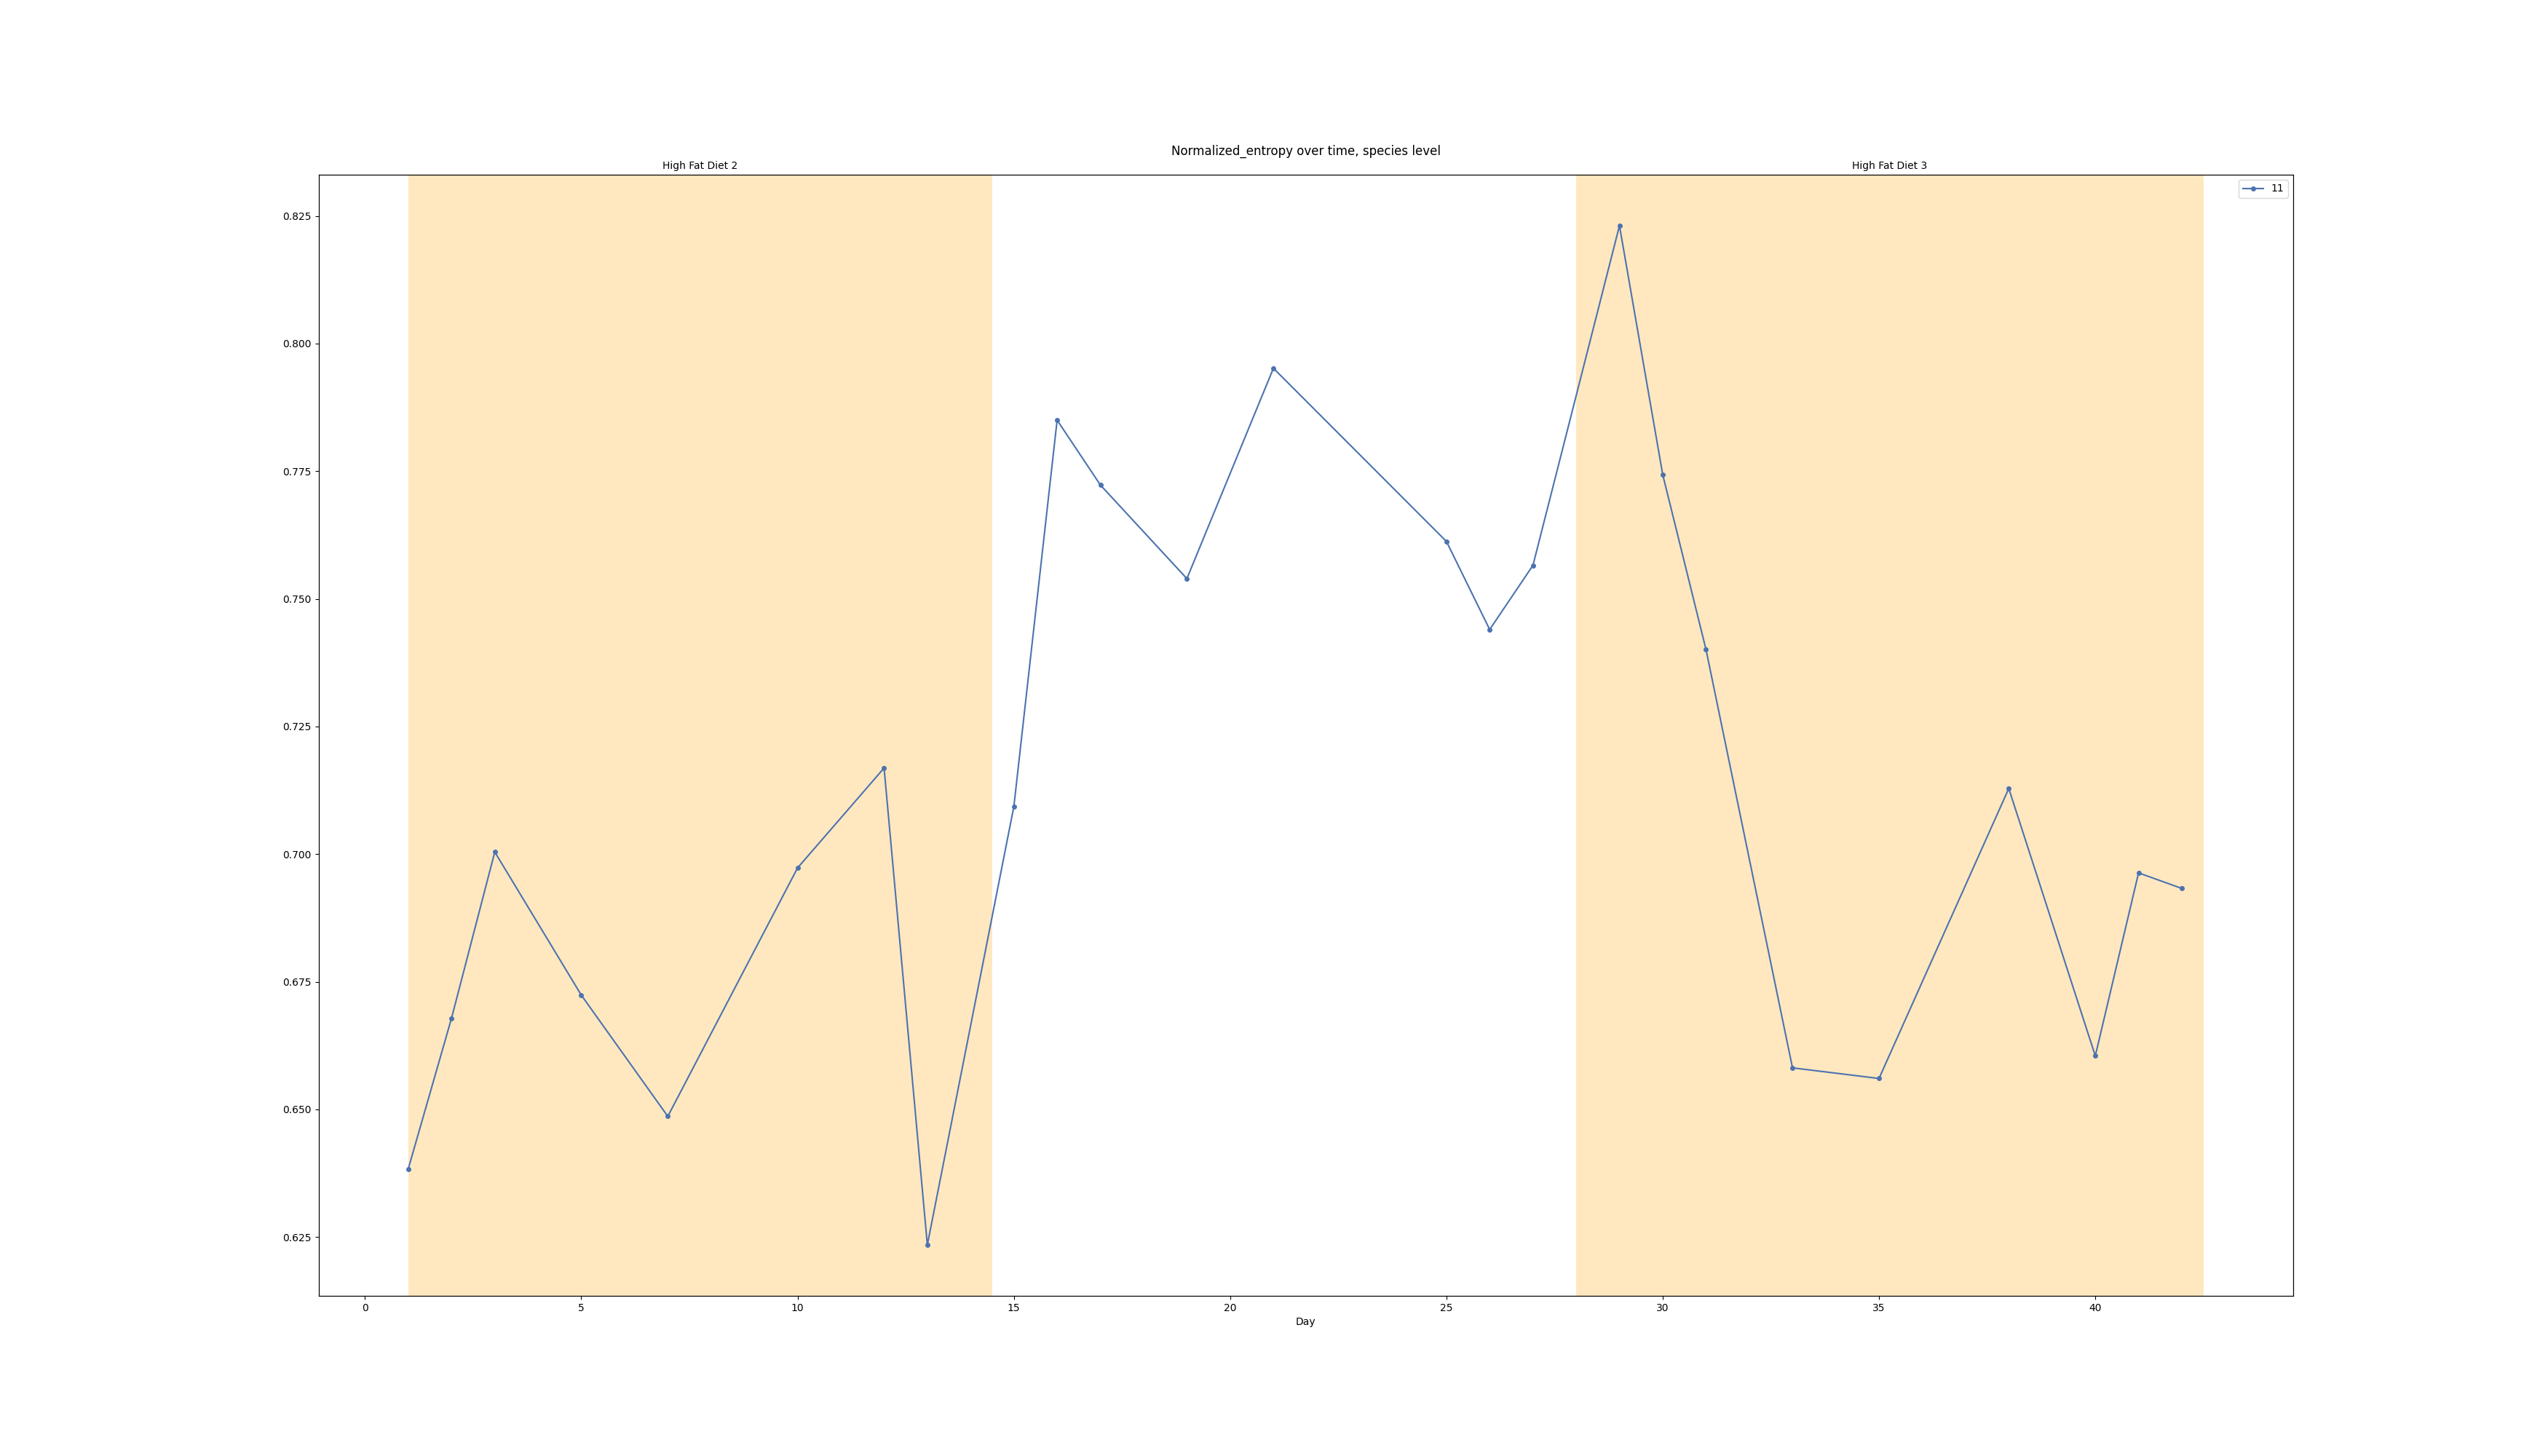 Normalized_entropy over time, species level
High Fat Diet 2
High Fat Diet 3
11
0.825
0.800
0.775
0.750
0.725
0.700
0.675
0.650
0.625
0 5 10 15 20 25 30 35 40
Day